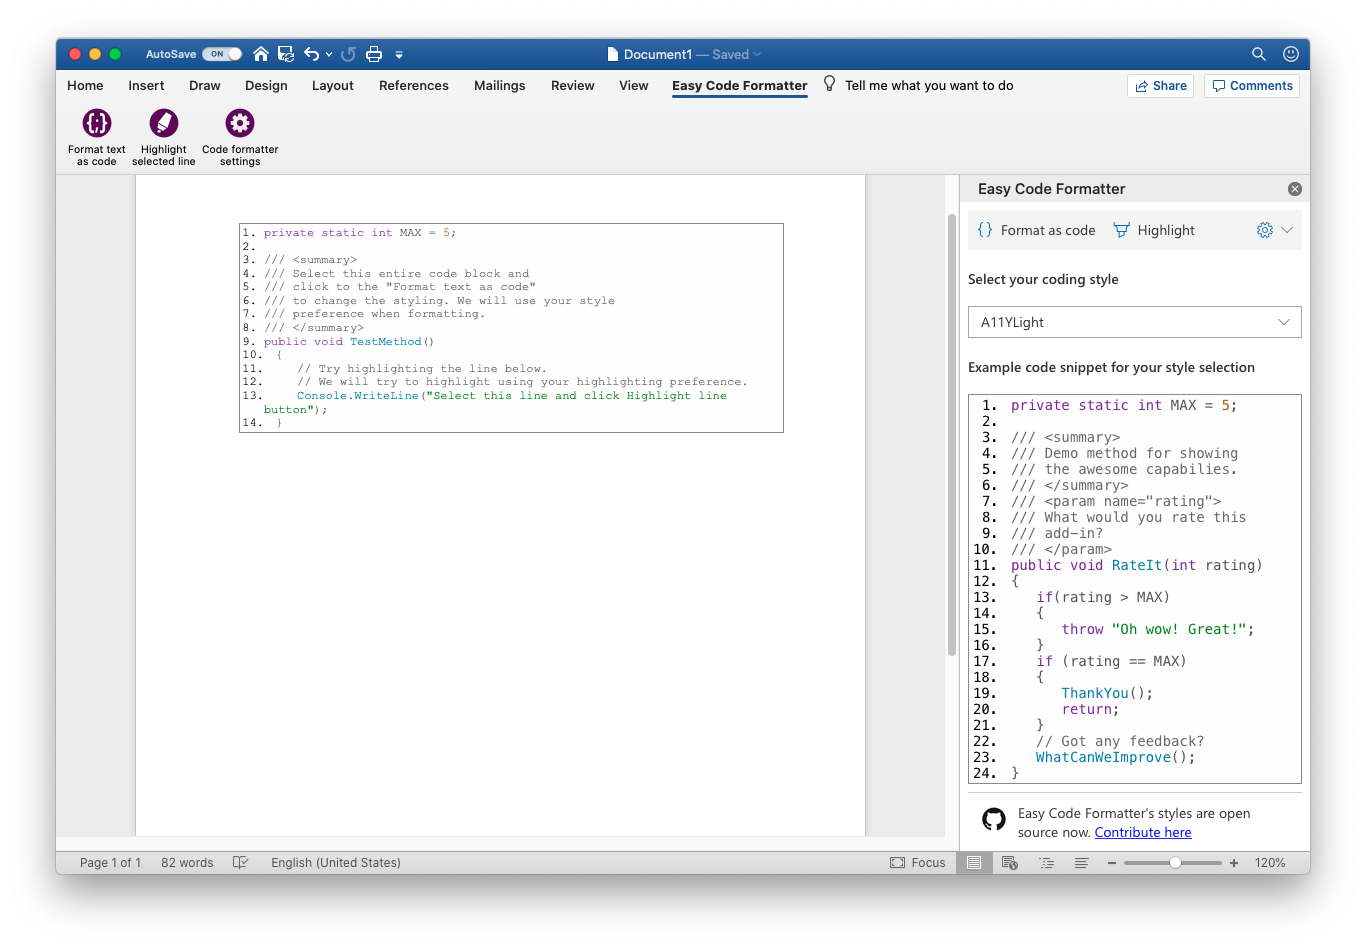 AutoSave ON
Document1 — Saved
Home Insert Draw Design Layout References Mailings Review View Easy Code Formatter Tell me what you want to do Share Comments
Format text
as code
Highlight
selected line
Code formatter
settings
1. private static int MAX = 5;
2.
3. /// <summary>
4. /// Select this entire code block and
5. /// click to the "Format text as code"
6. /// to change the styling. We will use your style
7. /// preference when formatting.
8. /// </summary>
9. public void TestMethod()
10. {
11. // Try highlighting the line below.
12. // We will try to highlight using your highlighting preference.
13. Console.WriteLine("Select this line and click Highlight line
button");
14. }
Easy Code Formatter
{} Format as code Highlight
Select your coding style
A11YLight
Example code snippet for your style selection
1. private static int MAX = 5;
2.
3. /// <summary>
4. /// Demo method for showing
5. /// the awesome capabilies.
6. /// </summary>
7. /// <param name="rating">
8. /// What would you rate this
9. /// add-in?
10. /// </param>
11. public void RateIt(int rating)
12. {
13. if(rating > MAX)
14. {
15. throw "Oh wow! Great!";
16. }
17. if (rating == MAX)
18. {
19. ThankYou();
20. return;
21. }
22. // Got any feedback?
23. WhatCanWeImprove();
24. }
Easy Code Formatter's styles are open
source now. Contribute here
Page 1 of 1 82 words English (United States) Focus 120%